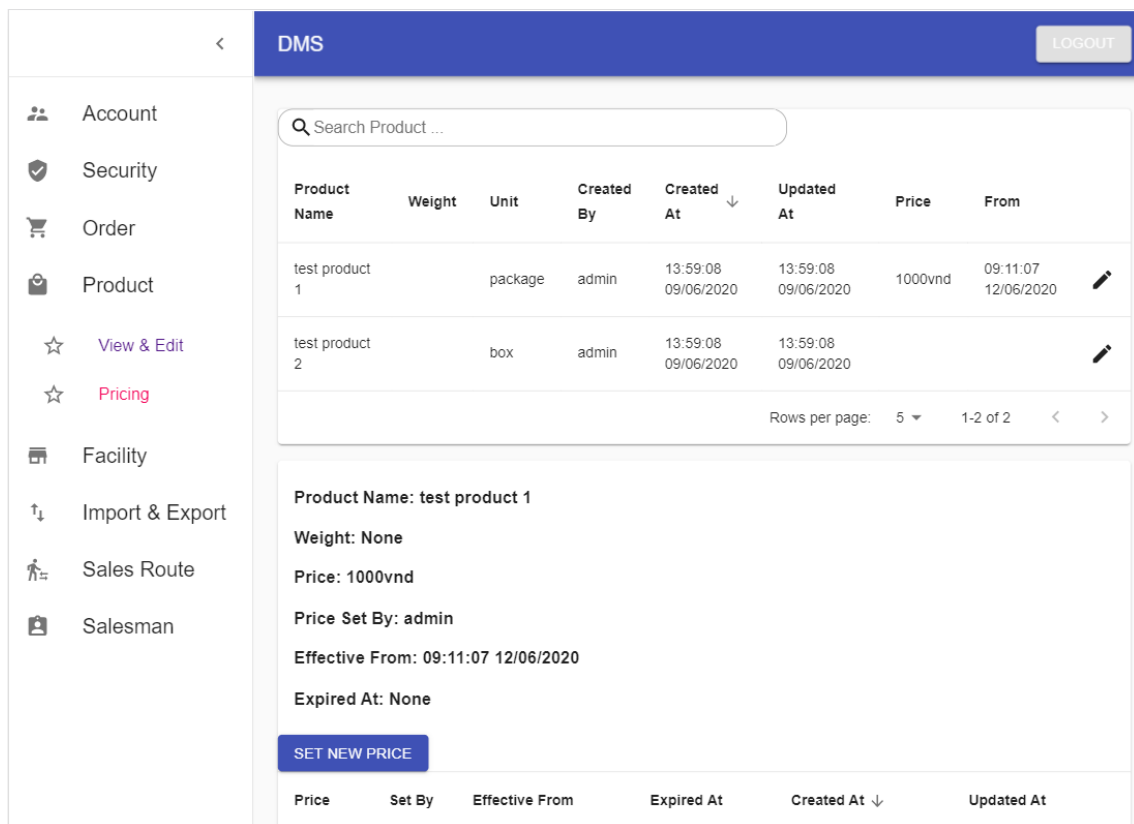 DMS
LOGOUT
Account
Security
Order
Product
View & Edit
Pricing
Facility
Import & Export
Sales Route
Salesman
Search Product ...
Product Name Weight Unit Created By Created At Updated At Price From
test product 1 package admin 13:59:08 09/06/2020 13:59:08 09/06/2020 1000vnd 09:11:07 12/06/2020
test product 2 box admin 13:59:08 09/06/2020 13:59:08 09/06/2020
Rows per page: 5 1-2 of 2
Product Name: test product 1
Weight: None
Price: 1000vnd
Price Set By: admin
Effective From: 09:11:07 12/06/2020
Expired At: None
SET NEW PRICE
Price Set By Effective From Expired At Created At Updated At